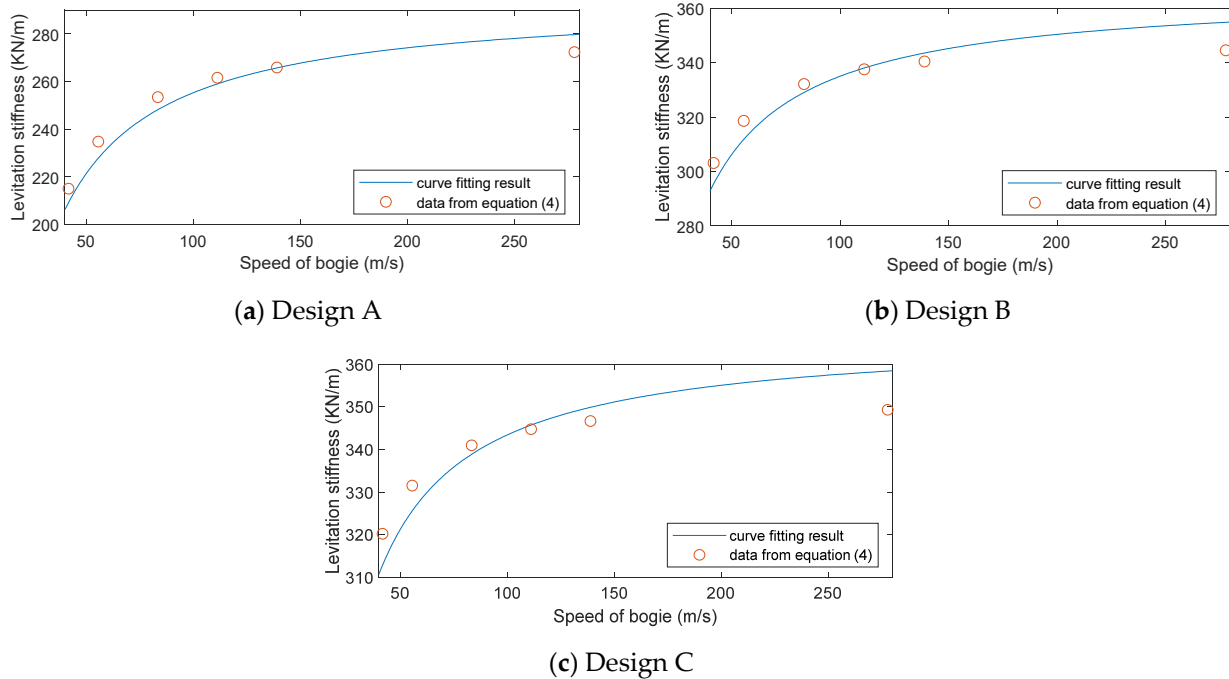 Levitation stiffness (KN/m)
280
260
240
220
200
50
100
150
200
250
Speed of bogie (m/s)
curve fitting result
data from equation (4)
(a) Design A
Levitation stiffness (KN/m)
360
340
320
300
280
50
100
150
200
250
Speed of bogie (m/s)
curve fitting result
data from equation (4)
(b) Design B
Levitation stiffness (KN/m)
360
350
340
330
320
310
50
100
150
200
250
Speed of bogie (m/s)
curve fitting result
data from equation (4)
(c) Design C